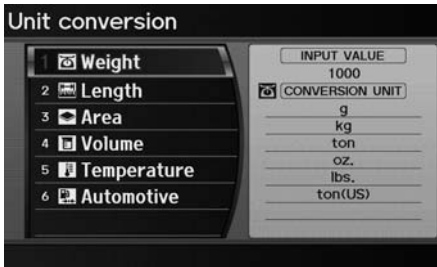 Unit conversion
1 Weight
2 Length
3 Area
4 Volume
5 Temperature
6 Automotive
INPUT VALUE
1000
CONVERSION UNIT
g
kg
ton
oz.
lbs.
ton(US)